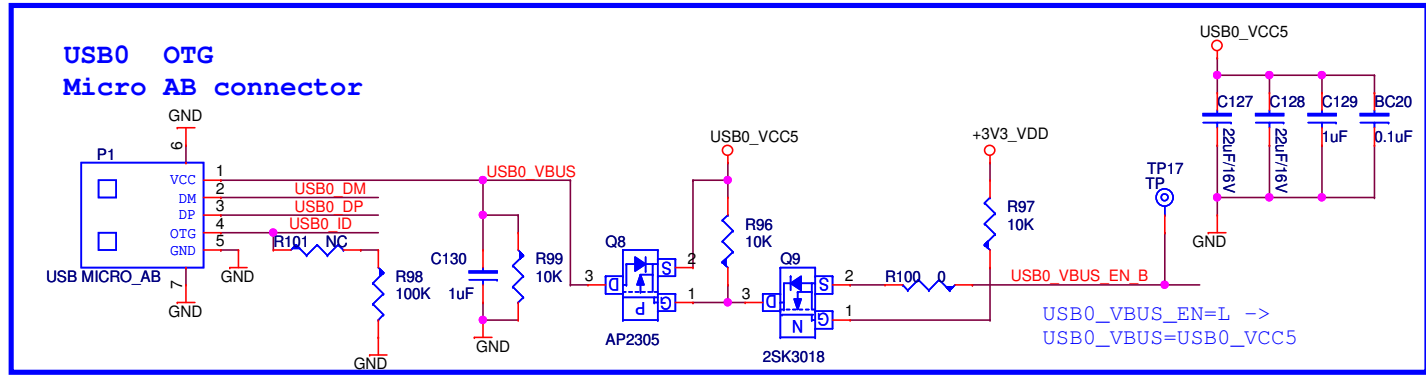 USB0 OTG
Micro AB connector
USB0_VCC5
C127
22uF/16V
C128
22uF/16V
C129
1uF
BC20
0.1uF
GND
GND
6
P1
VCC
1
DM
2
DP
3
OTG
4
GND
5
USB MICRO_AB
7
GND
USB0_DM
USB0_DP
USB0_ID
R101 NC
GND
R98
100K
GND
USB0_VBUS
C130
1uF
R99
10K
GND
Q8
3
D
S
2
G
1
P
AP2305
USB0_VCC5
R96
10K
Q9
3
D
S
2
G
1
N
2SK3018
+3V3_VDD
R97
10K
R100 0
USB0_VBUS_EN_B
TP17
TP
USB0_VBUS_EN=L ->
USB0_VBUS=USB0_VCC5